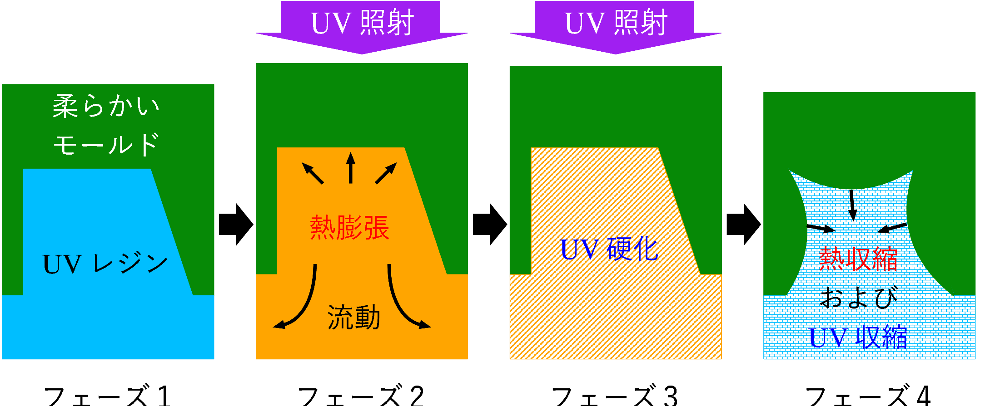 UV 照射
UV 照射
柔らかい
モールド
UV レジン
熱膨張
流動
UV 硬化
熱収縮
および
UV 収縮
フェーズ 1
フェーズ 2
フェーズ 3
フェーズ 4